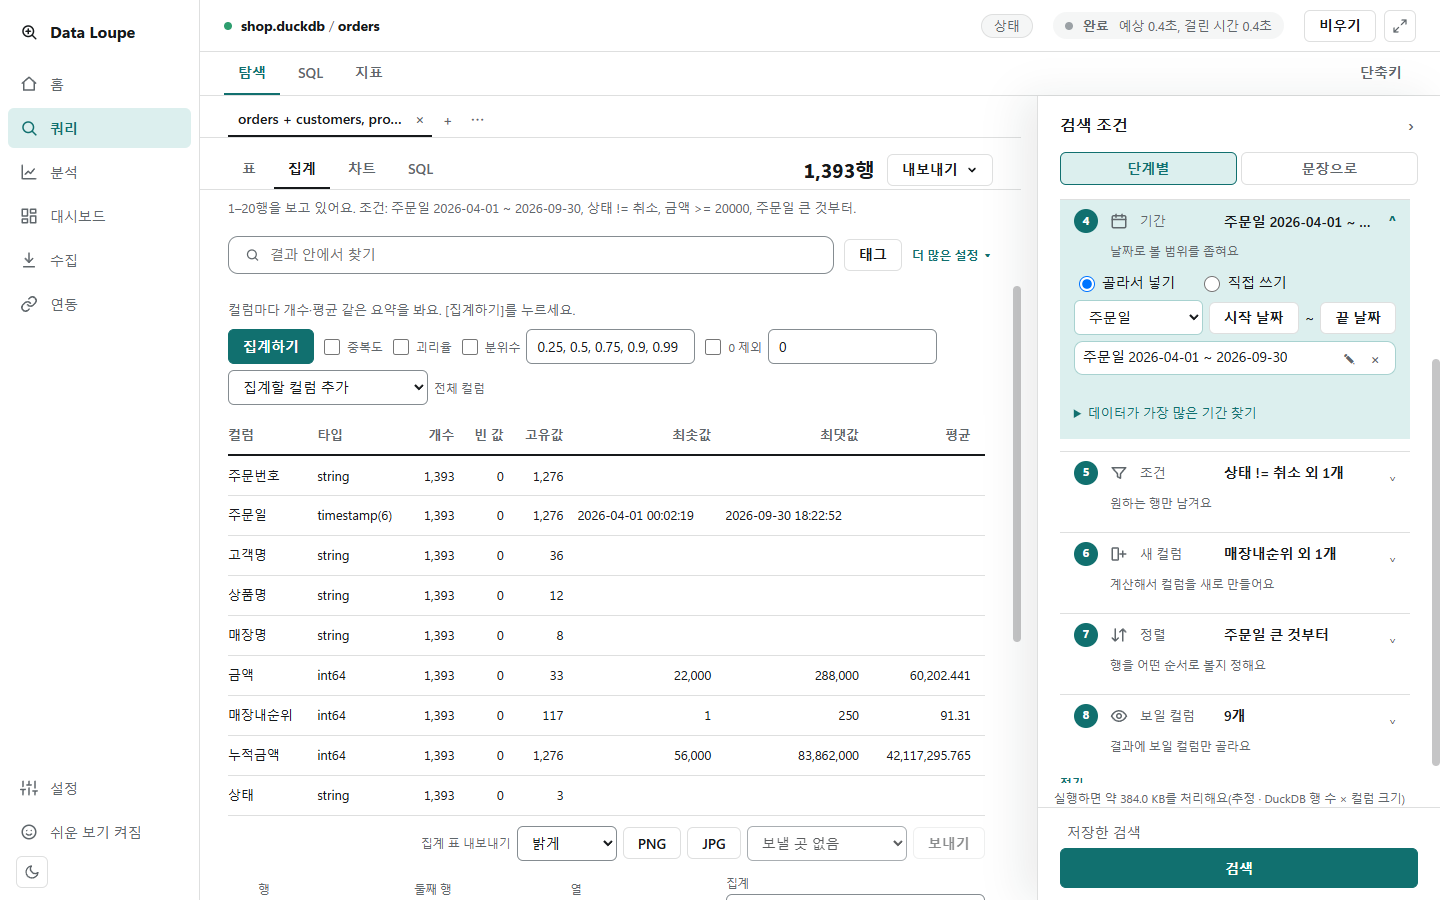 Data Loupe
홈
쿼리
분석
대시보드
수집
연동
설정
쉬운 보기 켜짐
shop.duckdb / orders
상태
완료 예상 0.4초, 걸린 시간 0.4초
비우기
탐색 SQL 지표
단축키
orders + customers, pro... × + ⋯
표 집계 차트 SQL
1,393행
내보내기
1–20행을 보고 있어요. 조건: 주문일 2026-04-01 ~ 2026-09-30, 상태 != 취소, 금액 >= 20000, 주문일 큰 것부터.
결과 안에서 찾기
태그
더 많은 설정
컬럼마다 개수·평균 같은 요약을 봐요. [집계하기]를 누르세요.
집계하기 중복도 괴리율 분위수 0.25, 0.5, 0.75, 0.9, 0.99 0 제외 0
집계할 컬럼 추가 전체 컬럼
컬럼 타입 개수 빈 값 고유값 최솟값 최댓값 평균
주문번호 string 1,393 0 1,276
주문일 timestamp(6) 1,393 0 1,276 2026-04-01 00:02:19 2026-09-30 18:22:52
고객명 string 1,393 0 36
상품명 string 1,393 0 12
매장명 string 1,393 0 8
금액 int64 1,393 0 33 22,000 288,000 60,202.441
매장내순위 int64 1,393 0 117 1 250 91.31
누적금액 int64 1,393 0 1,276 56,000 83,862,000 42,117,295.765
상태 string 1,393 0 3
집계 표 내보내기 밝게 PNG JPG 보낼 곳 없음 보내기
행 둘째 행 열 집계
검색 조건
단계별 문장으로
4 기간 주문일 2026-04-01 ~ ...
날짜로 볼 범위를 좁혀요
골라서 넣기 직접 쓰기
주문일 시작 날짜 ~ 끝 날짜
주문일 2026-04-01 ~ 2026-09-30 ×
데이터가 가장 많은 기간 찾기
5 조건 상태 != 취소 외 1개
원하는 행만 남겨요
6 새 컬럼 매장내순위 외 1개
계산해서 컬럼을 새로 만들어요
7 정렬 주문일 큰 것부터
행을 어떤 순서로 볼지 정해요
8 보일 컬럼 9개
결과에 보일 컬럼만 골라요
실행하면 약 384.0 KB를 처리해요(추정 · DuckDB 행 수 × 컬럼 크기)
저장한 검색
검색